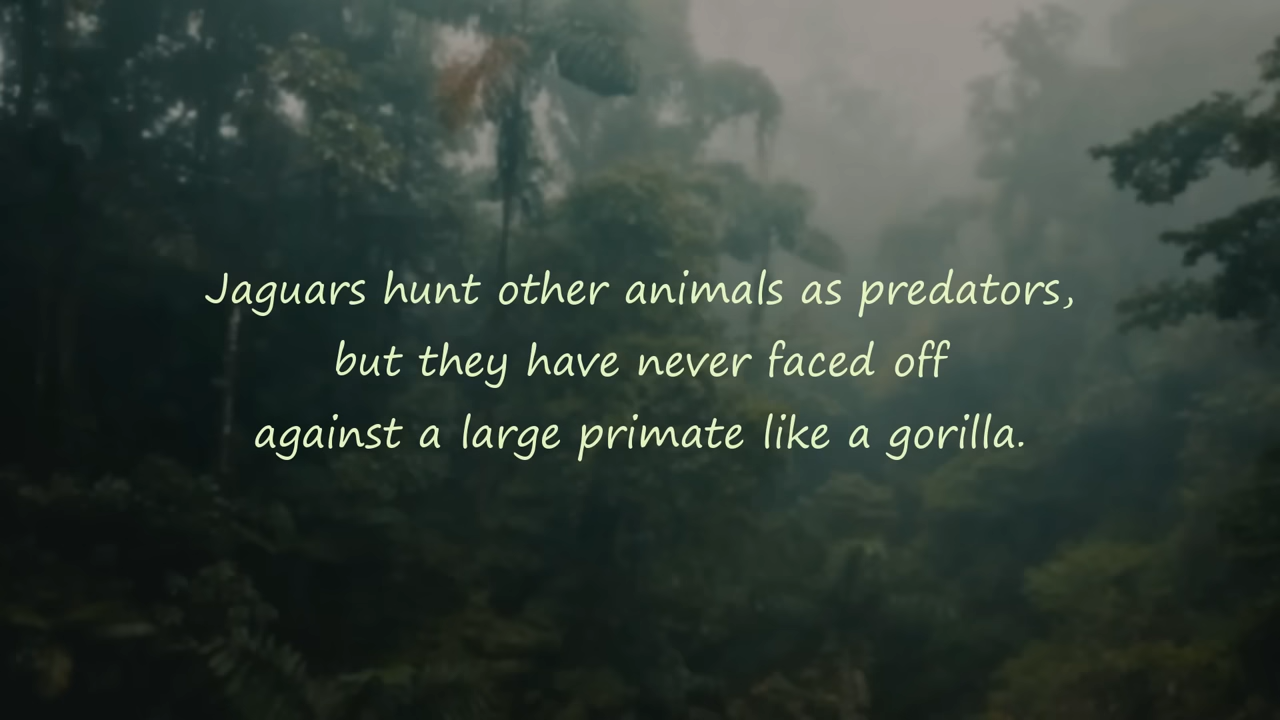 Jaguars hunt other animals as predators,
but they have never faced off
against a large primate like a gorilla.